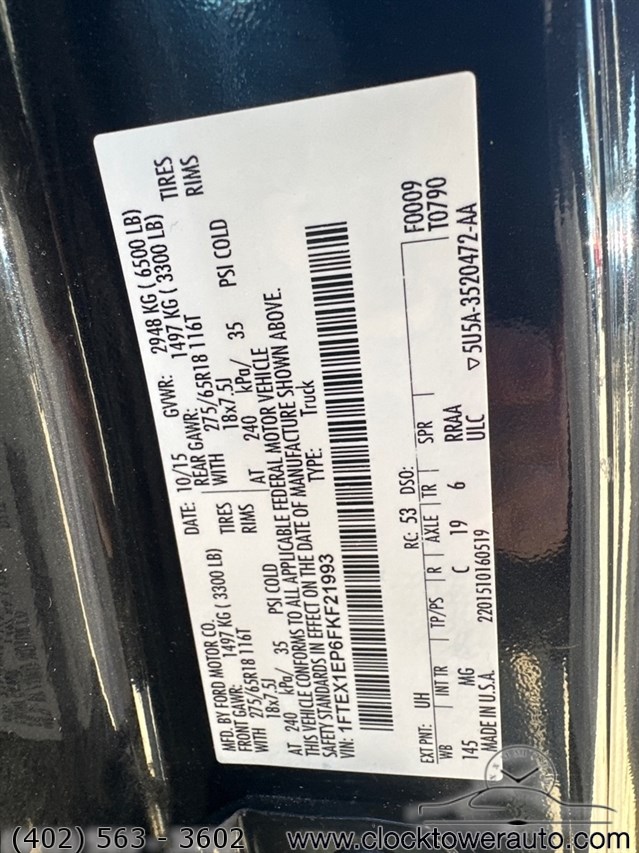 MFD. BY FORD MOTOR CO. DATE: 10/15 GVWR: 2948 KG ( 6500 LB)
FRONT GAWR: 1497 KG ( 3300 LB) REAR GAWR: 1497 KG ( 3300 LB)
WITH 275/65R18 116T TIRES WITH 275/65R18 116T TIRES
18x7.5J RIMS 18x7.5J RIMS
AT 240 kPa/ 35 PSI COLD AT 240 kPa/ 35 PSI COLD
THIS VEHICLE CONFORMS TO ALL APPLICABLE FEDERAL MOTOR VEHICLE
SAFETY STANDARDS IN EFFECT ON THE DATE OF MANUFACTURE SHOWN ABOVE.
VIN: 1FTEX1EP6FKF21993 TYPE: Truck
F0009
EXT PNT: UH RC: 53 DSO: T0790
WB INT TR TP/PS R AXLE TR SPR
145 MG C 19 6 RRAA
MADE IN U.S.A. 2201510160519 ULC ▽5U5A-3520472-AA
(402) 563 - 3602 www.clocktowerauto.com